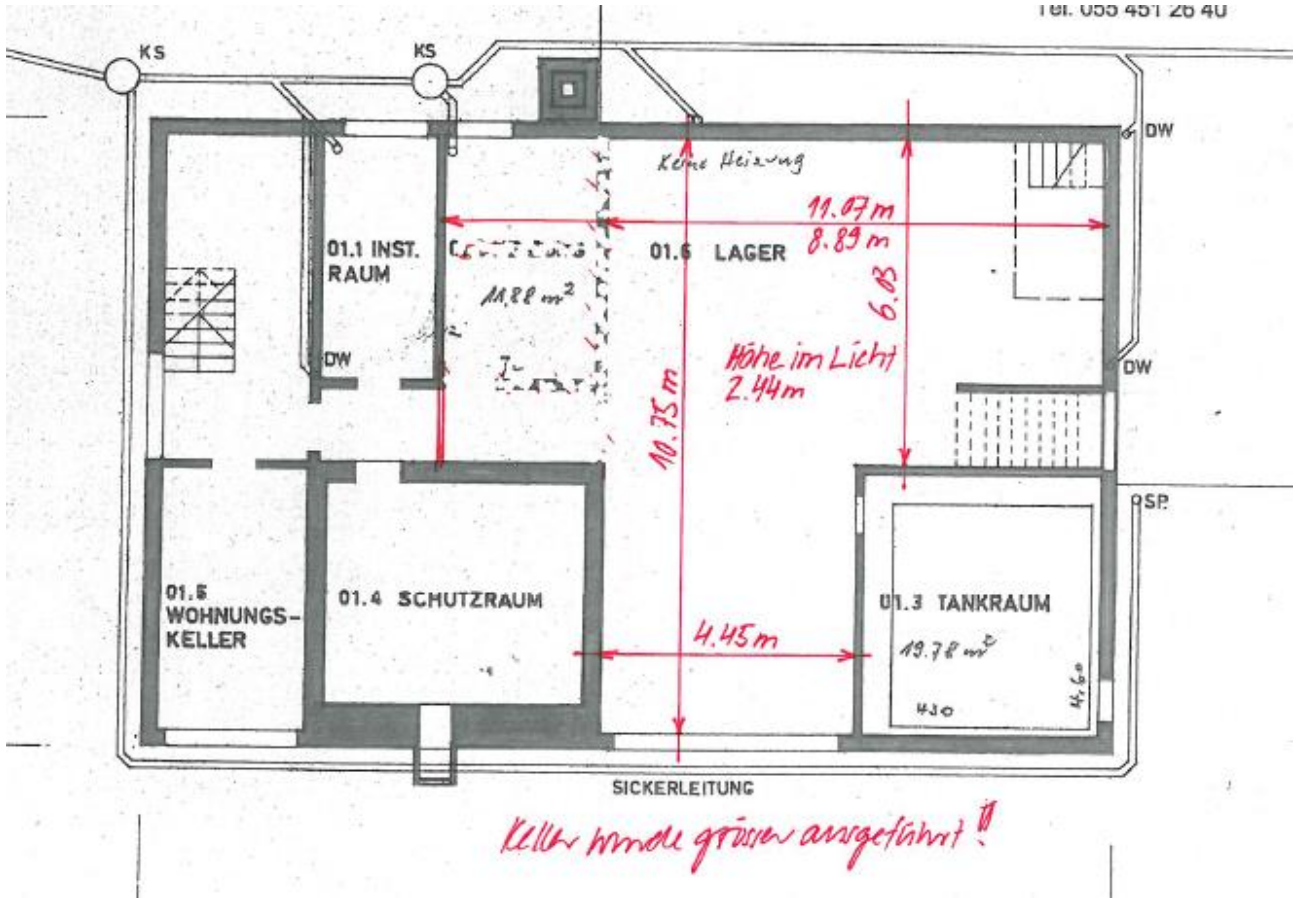 Tel. 055 451 26 40
KS
KS
DW
Keine Heizung
11.07 m
8.89 m
01.1 INST.
RAUM
01.6 LAGER
6.03
11,88 m²
Höhe im Licht
2.44m
DW
DW
10.75 m
SP.
01.5
WOHNUNGS-
KELLER
01.4 SCHUTZRAUM
01.3 TANKRAUM
4.45 m
19.78 m²
430
4,60
SICKERLEITUNG
Keller wurde grösser ausgeführt !!